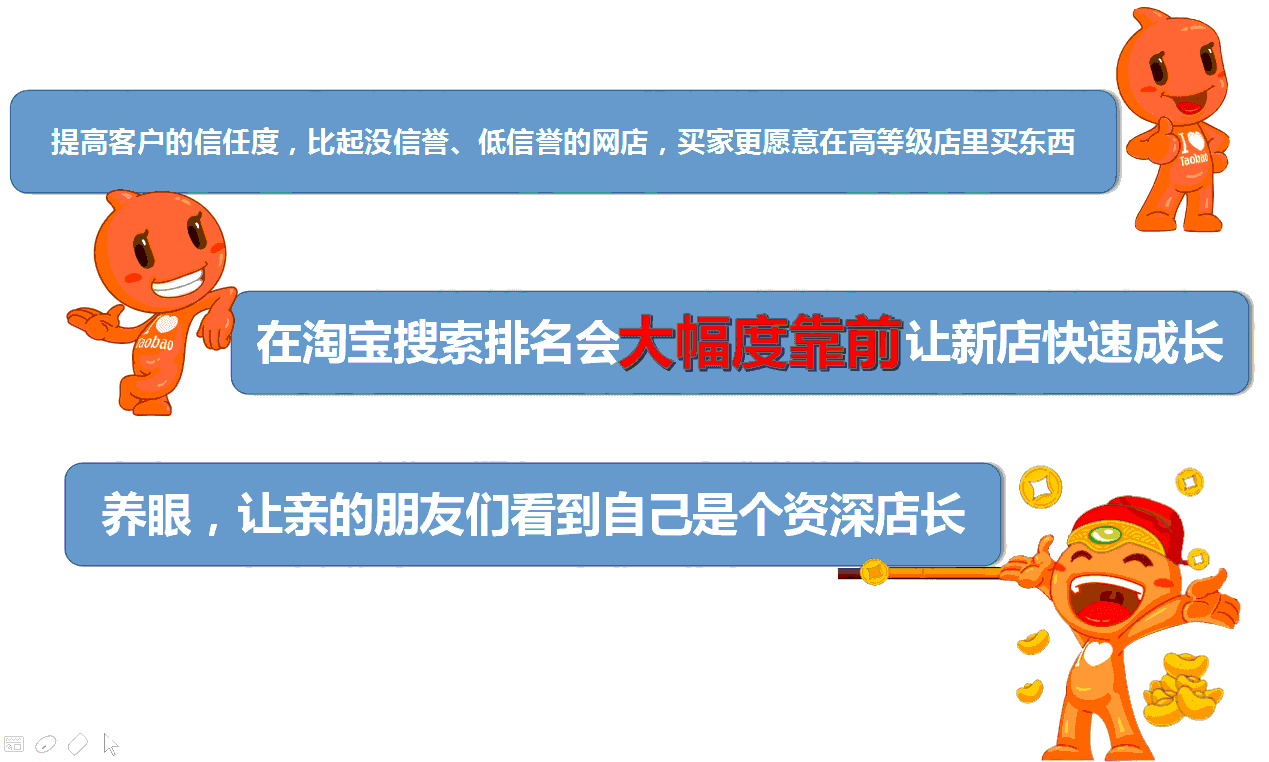 提高客户的信任度，比起没信誉、低信誉的网店，买家更愿意在高等级店里买东西
I
Taobao
在淘宝搜索排名会大幅度靠前让新店快速成长
I
Taobao
养眼，让亲的朋友们看到自己是个资深店长